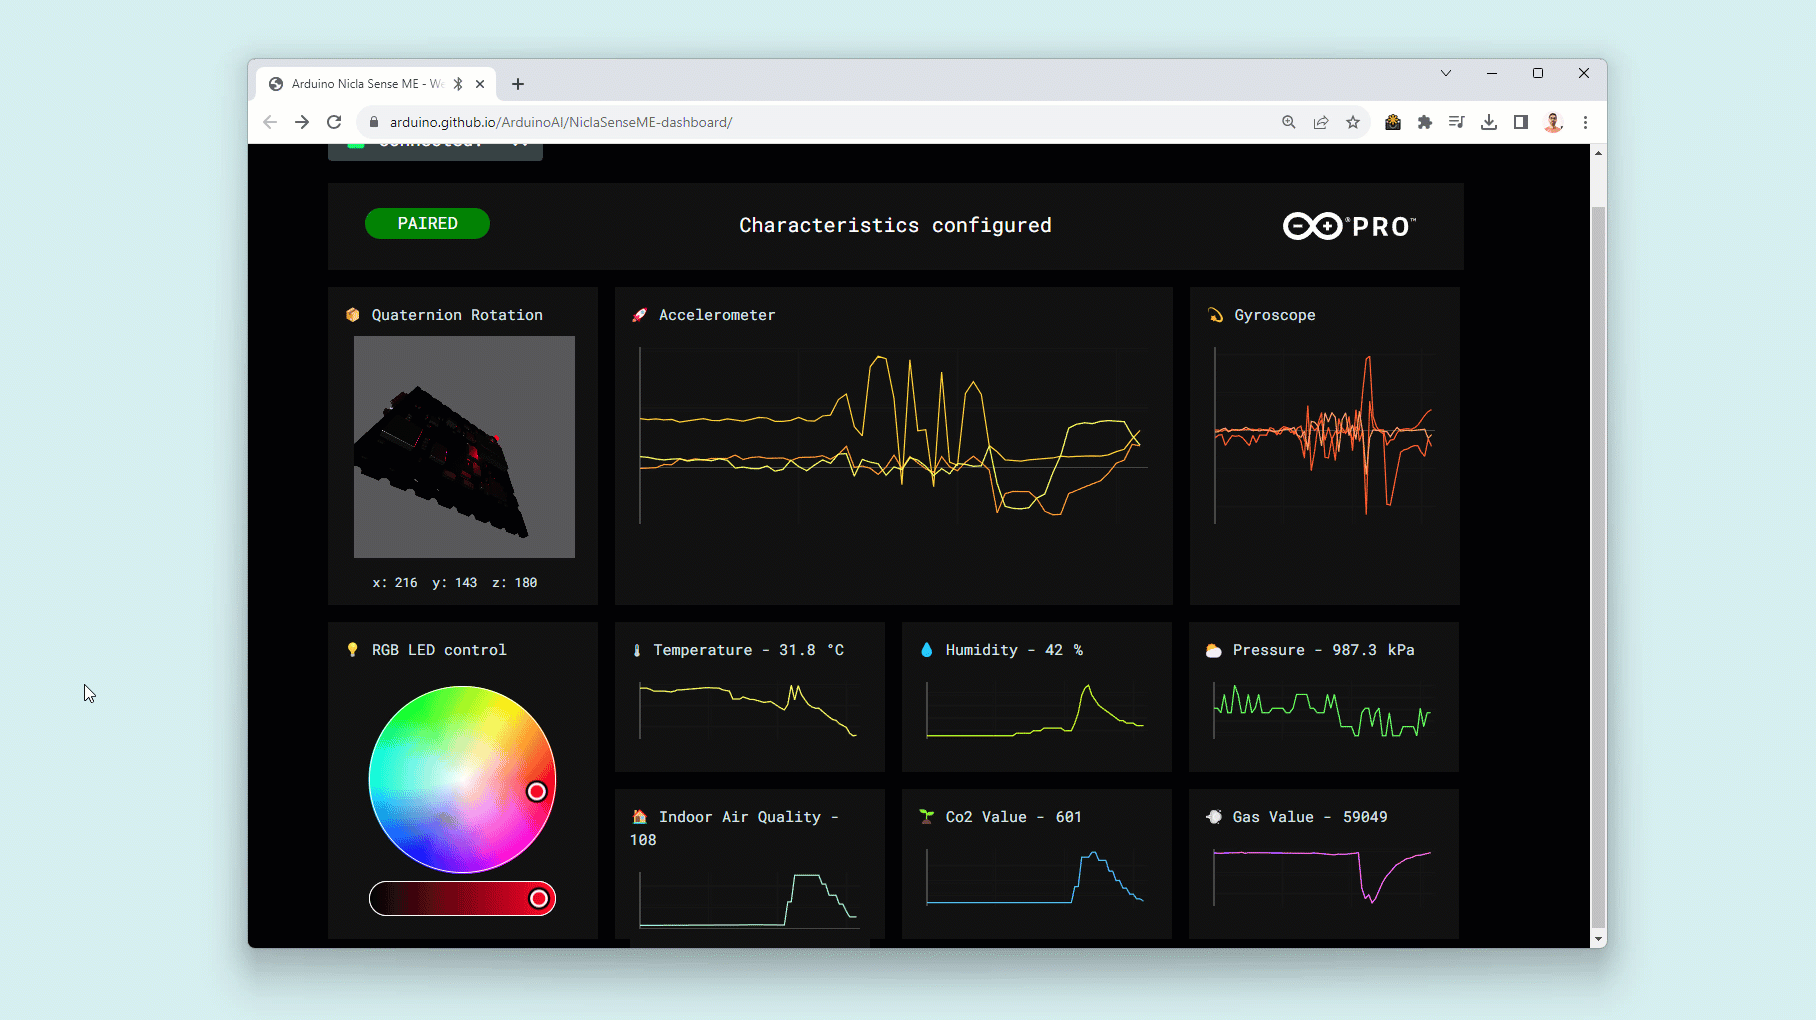 Arduino Nicla Sense ME - We
arduino.github.io/ArduinoAI/NiclaSenseME-dashboard/
PAIRED
Characteristics configured
PRO™
Quaternion Rotation
Accelerometer
Gyroscope
x: 216 y: 143 z: 180
RGB LED control
Temperature - 31.8 °C
Humidity - 42 %
Pressure - 987.3 kPa
Indoor Air Quality -
108
Co2 Value - 601
Gas Value - 59049